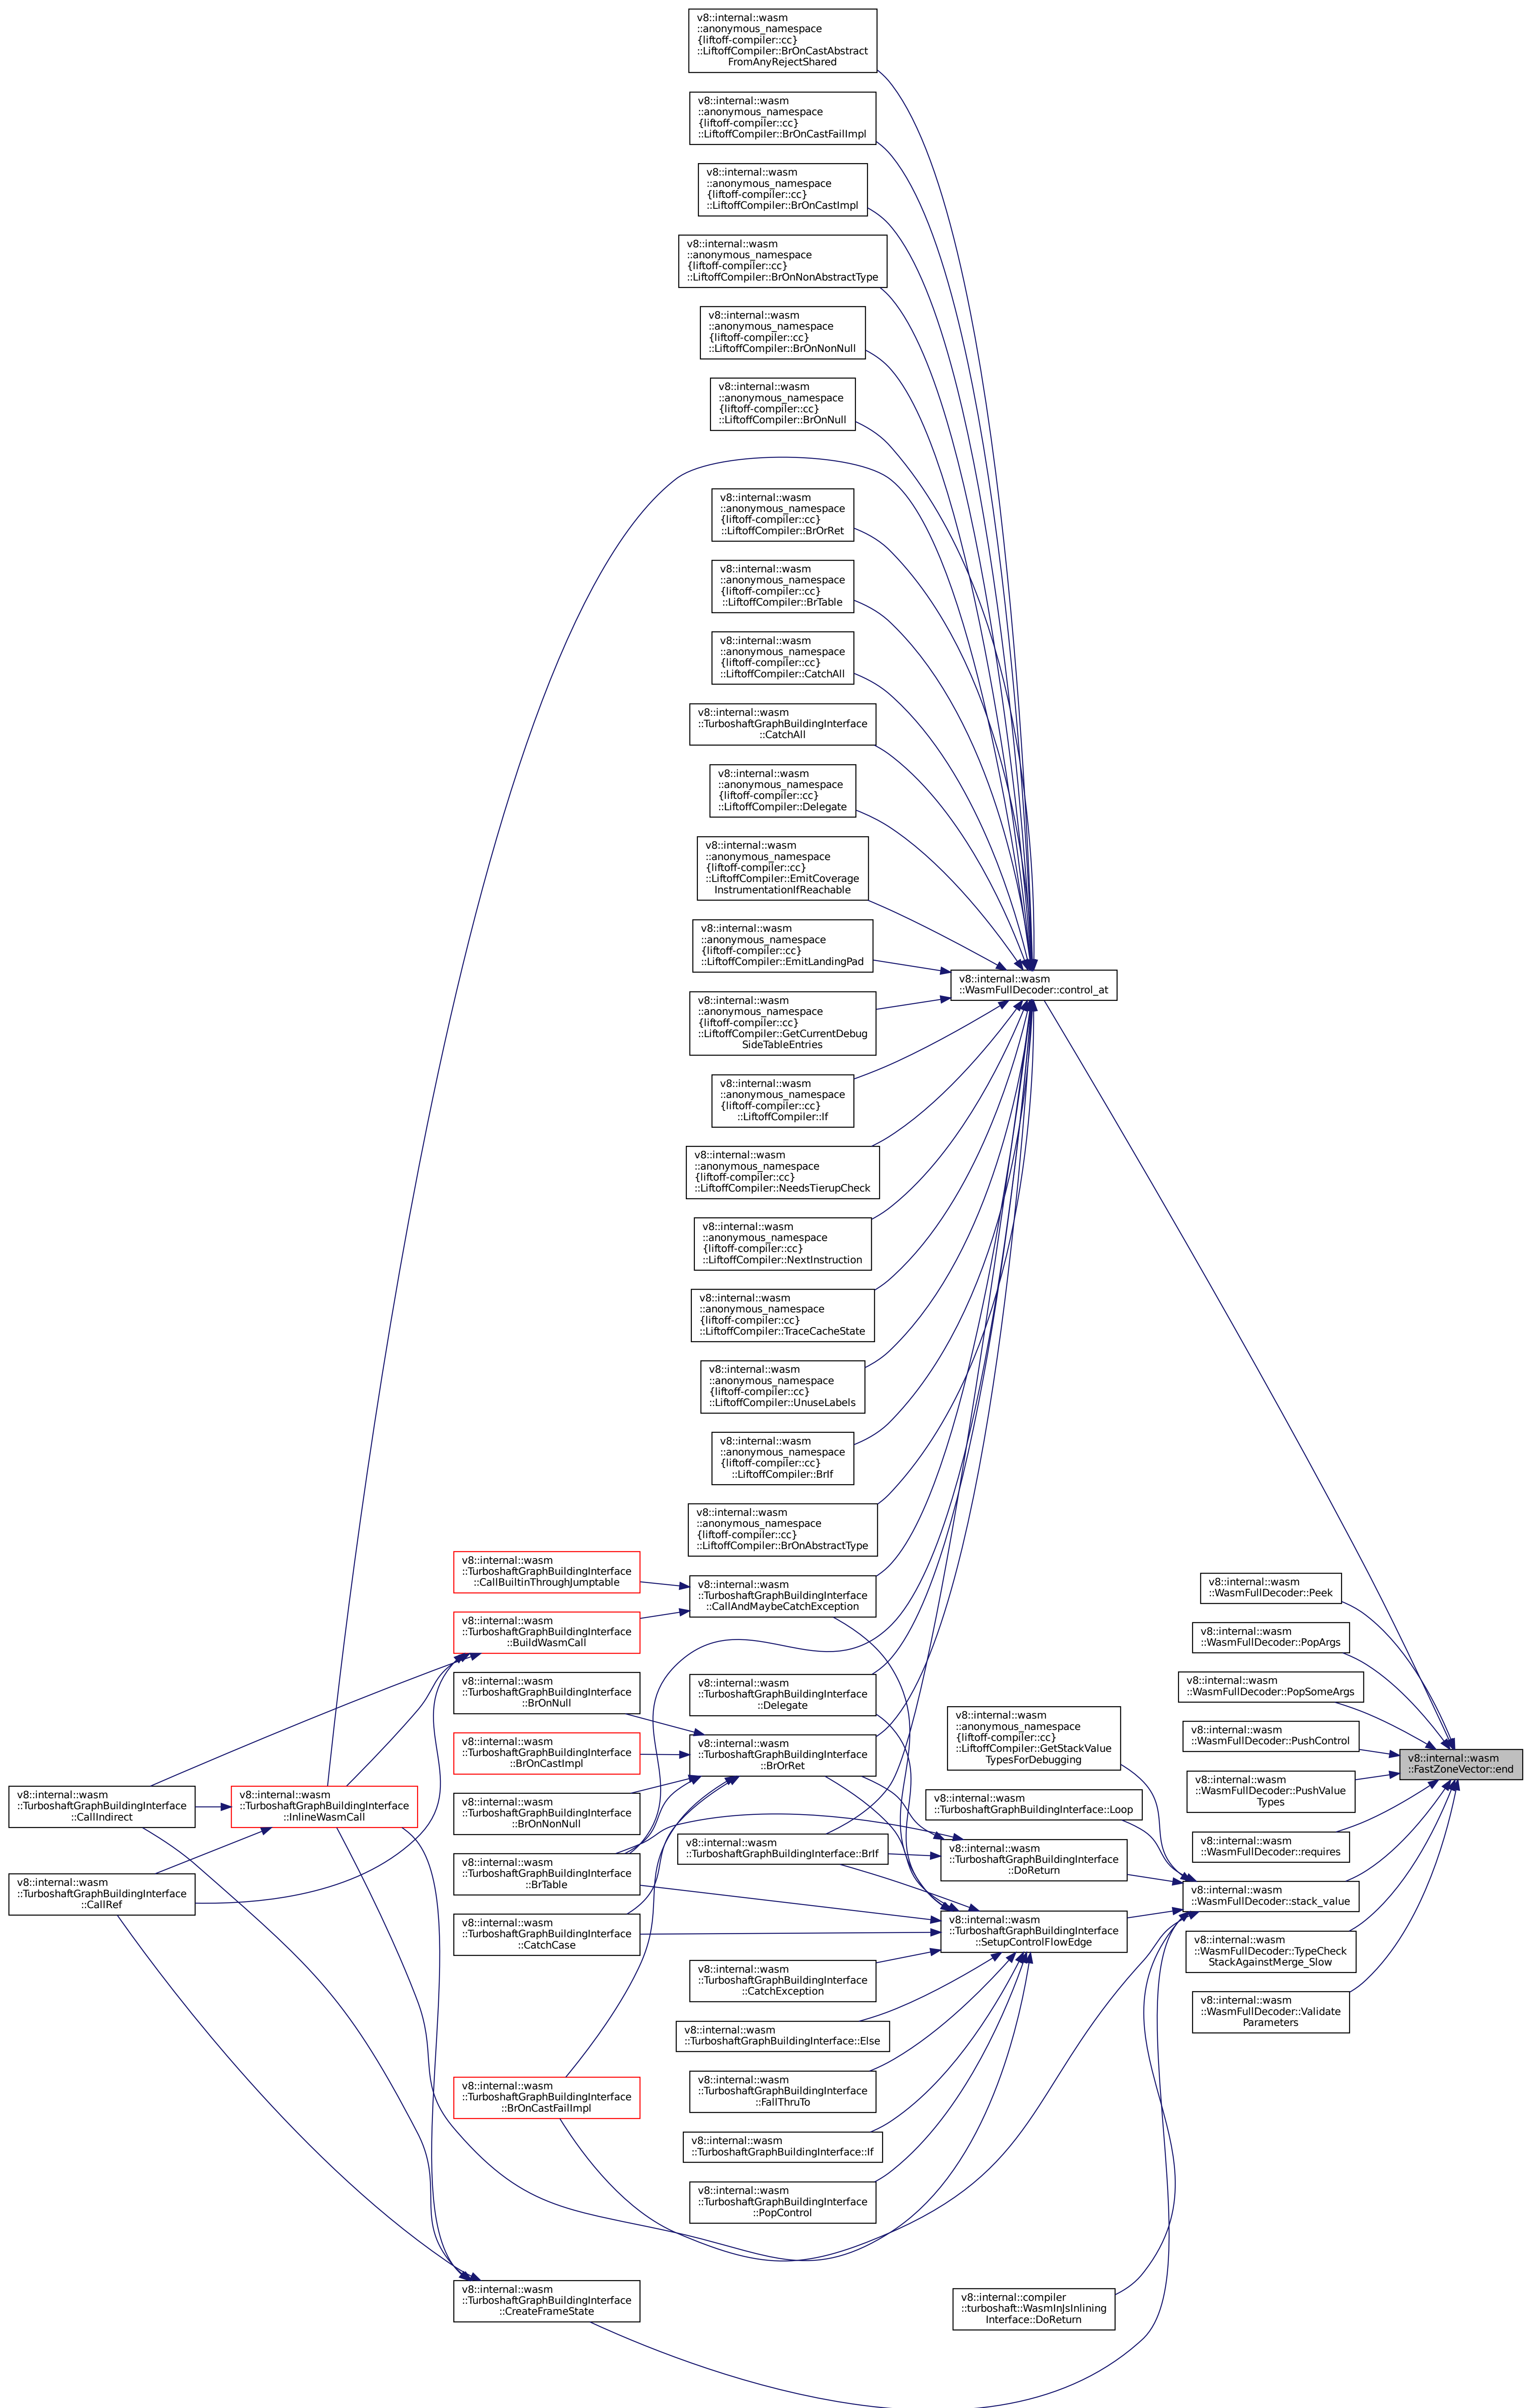 v8::internal::wasm
::anonymous_namespace
{liftoff-compiler::cc}
::LiftoffCompiler::BrOnCastAbstract
FromAnyRejectShared
v8::internal::wasm
::anonymous_namespace
{liftoff-compiler::cc}
::LiftoffCompiler::BrOnCastFailImpl
v8::internal::wasm
::anonymous_namespace
{liftoff-compiler::cc}
::LiftoffCompiler::BrOnCastImpl
v8::internal::wasm
::anonymous_namespace
{liftoff-compiler::cc}
::LiftoffCompiler::BrOnNonAbstractType
v8::internal::wasm
::anonymous_namespace
{liftoff-compiler::cc}
::LiftoffCompiler::BrOnNonNull
v8::internal::wasm
::anonymous_namespace
{liftoff-compiler::cc}
::LiftoffCompiler::BrOnNull
v8::internal::wasm
::anonymous_namespace
{liftoff-compiler::cc}
::LiftoffCompiler::BrOrRet
v8::internal::wasm
::anonymous_namespace
{liftoff-compiler::cc}
::LiftoffCompiler::BrTable
v8::internal::wasm
::anonymous_namespace
{liftoff-compiler::cc}
::LiftoffCompiler::CatchAll
v8::internal::wasm
::TurboshaftGraphBuildingInterface
::CatchAll
v8::internal::wasm
::anonymous_namespace
{liftoff-compiler::cc}
::LiftoffCompiler::Delegate
v8::internal::wasm
::anonymous_namespace
{liftoff-compiler::cc}
::LiftoffCompiler::EmitCoverage
InstrumentationIfReachable
v8::internal::wasm
::anonymous_namespace
{liftoff-compiler::cc}
::LiftoffCompiler::EmitLandingPad
v8::internal::wasm
::WasmFullDecoder::control_at
v8::internal::wasm
::anonymous_namespace
{liftoff-compiler::cc}
::LiftoffCompiler::GetCurrentDebug
SideTableEntries
v8::internal::wasm
::anonymous_namespace
{liftoff-compiler::cc}
::LiftoffCompiler::If
v8::internal::wasm
::anonymous_namespace
{liftoff-compiler::cc}
::LiftoffCompiler::NeedsTierupCheck
v8::internal::wasm
::anonymous_namespace
{liftoff-compiler::cc}
::LiftoffCompiler::NextInstruction
v8::internal::wasm
::anonymous_namespace
{liftoff-compiler::cc}
::LiftoffCompiler::TraceCacheState
v8::internal::wasm
::anonymous_namespace
{liftoff-compiler::cc}
::LiftoffCompiler::UnuseLabels
v8::internal::wasm
::anonymous_namespace
{liftoff-compiler::cc}
::LiftoffCompiler::BrIf
v8::internal::wasm
::anonymous_namespace
{liftoff-compiler::cc}
::LiftoffCompiler::BrOnAbstractType
v8::internal::wasm
::TurboshaftGraphBuildingInterface
::CallBuiltinThroughJumptable
v8::internal::wasm
::TurboshaftGraphBuildingInterface
::CallAndMaybeCatchException
v8::internal::wasm
::WasmFullDecoder::Peek
v8::internal::wasm
::TurboshaftGraphBuildingInterface
::BuildWasmCall
v8::internal::wasm
::WasmFullDecoder::PopArgs
v8::internal::wasm
::TurboshaftGraphBuildingInterface
::BrOnNull
v8::internal::wasm
::TurboshaftGraphBuildingInterface
::Delegate
v8::internal::wasm
::WasmFullDecoder::PopSomeArgs
v8::internal::wasm
::anonymous_namespace
{liftoff-compiler::cc}
::LiftoffCompiler::GetStackValue
TypesForDebugging
v8::internal::wasm
::WasmFullDecoder::PushControl
v8::internal::wasm
::TurboshaftGraphBuildingInterface
::BrOnCastImpl
v8::internal::wasm
::TurboshaftGraphBuildingInterface
::BrOrRet
v8::internal::wasm
::FastZoneVector::end
v8::internal::wasm
::WasmFullDecoder::PushValue
Types
v8::internal::wasm
::TurboshaftGraphBuildingInterface
::CallIndirect
v8::internal::wasm
::TurboshaftGraphBuildingInterface
::InlineWasmCall
v8::internal::wasm
::TurboshaftGraphBuildingInterface
::BrOnNonNull
v8::internal::wasm
::TurboshaftGraphBuildingInterface::Loop
v8::internal::wasm
::TurboshaftGraphBuildingInterface::BrIf
v8::internal::wasm
::WasmFullDecoder::requires
v8::internal::wasm
::TurboshaftGraphBuildingInterface
::DoReturn
v8::internal::wasm
::TurboshaftGraphBuildingInterface
::BrTable
v8::internal::wasm
::TurboshaftGraphBuildingInterface
::CallRef
v8::internal::wasm
::WasmFullDecoder::stack_value
v8::internal::wasm
::TurboshaftGraphBuildingInterface
::CatchCase
v8::internal::wasm
::TurboshaftGraphBuildingInterface
::SetupControlFlowEdge
v8::internal::wasm
::WasmFullDecoder::TypeCheck
StackAgainstMerge_Slow
v8::internal::wasm
::TurboshaftGraphBuildingInterface
::CatchException
v8::internal::wasm
::WasmFullDecoder::Validate
Parameters
v8::internal::wasm
::TurboshaftGraphBuildingInterface::Else
v8::internal::wasm
::TurboshaftGraphBuildingInterface
::FallThruTo
v8::internal::wasm
::TurboshaftGraphBuildingInterface
::BrOnCastFailImpl
v8::internal::wasm
::TurboshaftGraphBuildingInterface::If
v8::internal::wasm
::TurboshaftGraphBuildingInterface
::PopControl
v8::internal::wasm
::TurboshaftGraphBuildingInterface
::CreateFrameState
v8::internal::compiler
::turboshaft::WasmInJsInlining
Interface::DoReturn